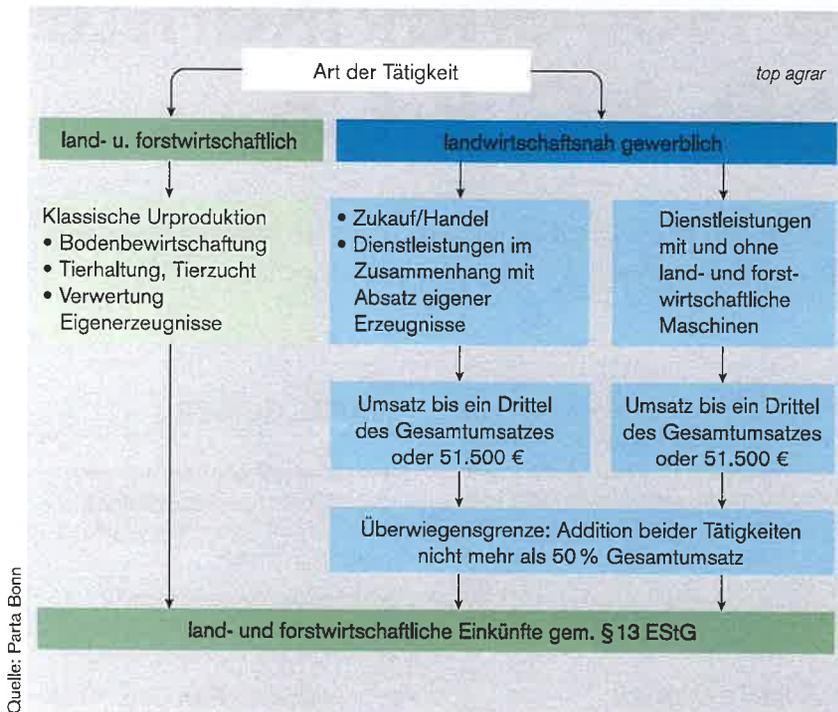 Art der Tätigkeit
top agrar
land- u. forstwirtschaftlich
landwirtschaftsnah gewerblich
Klassische Urproduktion
• Bodenbewirtschaftung
• Tierhaltung, Tierzucht
• Verwertung
Eigenerzeugnisse
• Zukauf/Handel
• Dienstleistungen im
Zusammenhang mit
Absatz eigener
Erzeugnisse
Dienstleistungen
mit und ohne
land- und forst-
wirtschaftliche
Maschinen
Umsatz bis ein Drittel
des Gesamtumsatzes
oder 51.500 €
Umsatz bis ein Drittel
des Gesamtumsatzes
oder 51.500 €
Überwiegensgrenze: Addition beider Tätigkeiten
nicht mehr als 50 % Gesamtumsatz
land- und forstwirtschaftliche Einkünfte gem. § 13 EStG
Quelle: Parta Bonn